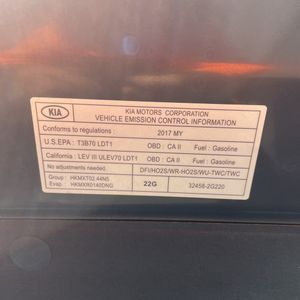 KIA
KIA MOTORS CORPORATION
VEHICLE EMISSION CONTROL INFORMATION
Conforms to regulations : 2017 MY
U.S.EPA : T3B70 LDT1 OBD : CA II Fuel : Gasoline
California : LEV III ULEV70 LDT1 OBD : CA II Fuel : Gasoline
No adjustments needed. DFI/HO2S/WR-HO2S/WU-TWC/TWC
Group : HKMXT02.44N5
Evap. : HKMXR0140DNG 22G 32458-2G220